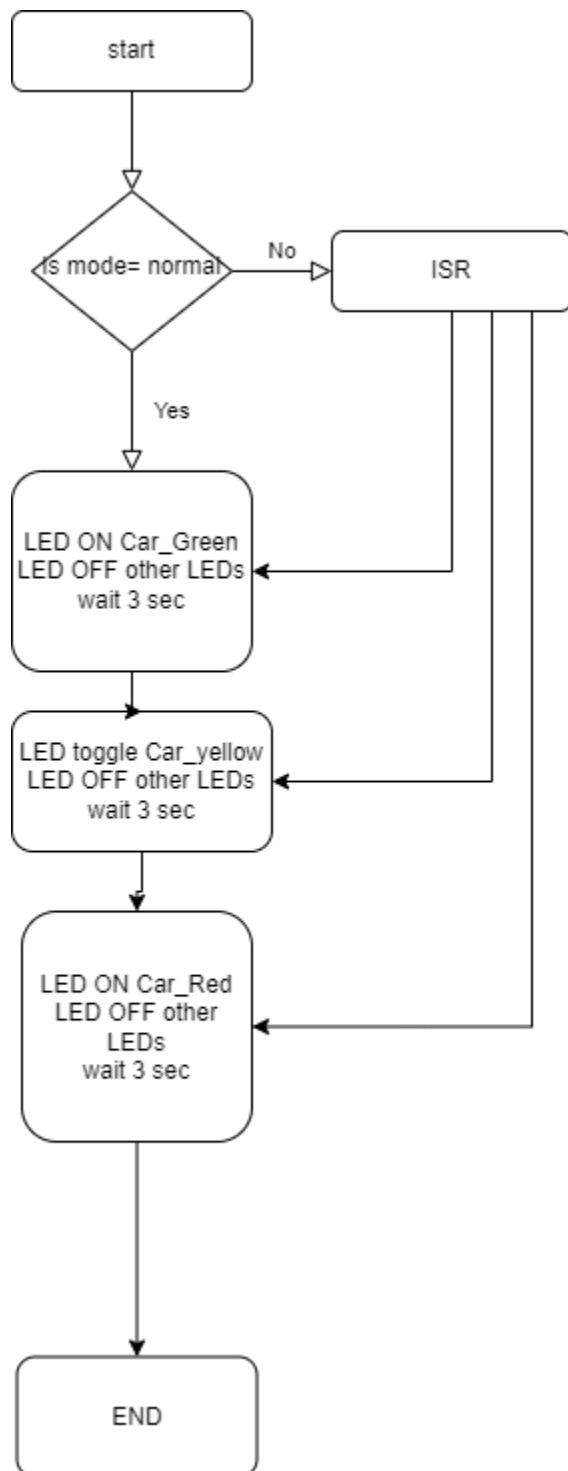 start
Is mode= normal
No
ISR
Yes
LED ON Car_Green
LED OFF other LEDs
wait 3 sec
LED toggle Car_yellow
LED OFF other LEDs
wait 3 sec
LED ON Car_Red
LED OFF other
LEDs
wait 3 sec
END